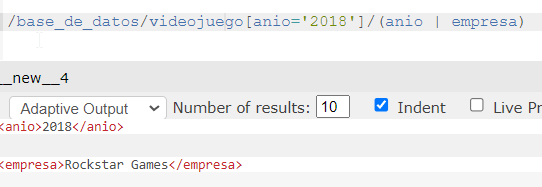 /base_de_datos/videojuego[anio='2018']/(anio | empresa)
__new__4
Adaptive Output Number of results: 10 Indent Live Pr
<anio>2018</anio>
<empresa>Rockstar Games</empresa>